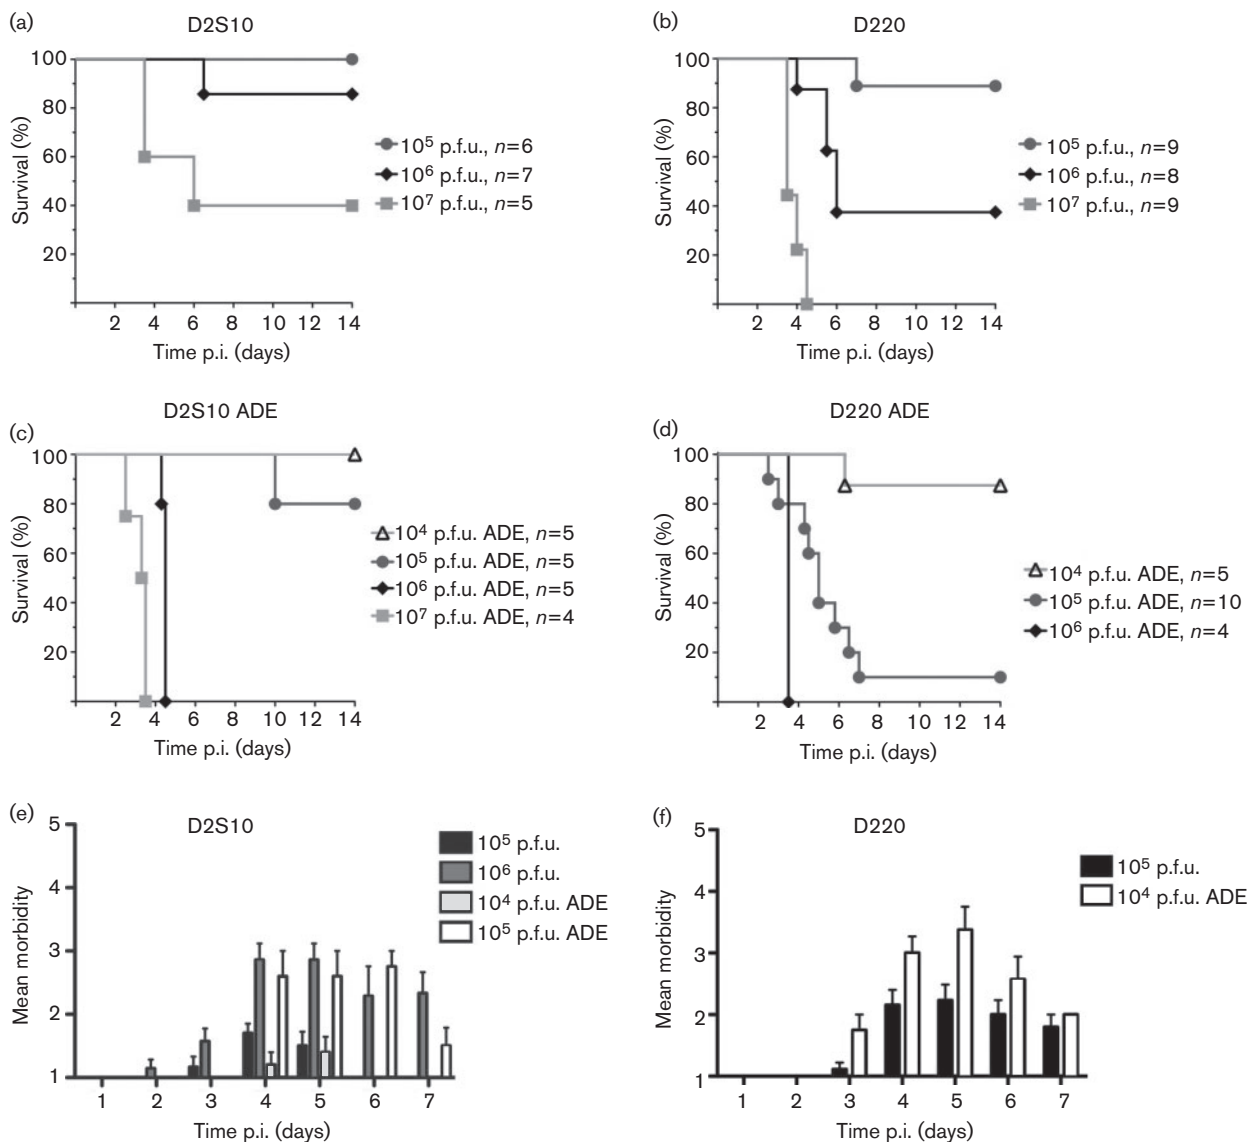 (a)
D2S10
100
80
60
40
20
Survival (%)
2 4 6 8 10 12 14
Time p.i. (days)
10⁵ p.f.u., n=6
10⁶ p.f.u., n=7
10⁷ p.f.u., n=5
(b)
D220
100
80
60
40
20
Survival (%)
2 4 6 8 10 12 14
Time p.i. (days)
10⁵ p.f.u., n=9
10⁶ p.f.u., n=8
10⁷ p.f.u., n=9
(c)
D2S10 ADE
100
80
60
40
20
Survival (%)
2 4 6 8 10 12 14
Time p.i. (days)
10⁴ p.f.u. ADE, n=5
10⁵ p.f.u. ADE, n=5
10⁶ p.f.u. ADE, n=5
10⁷ p.f.u. ADE, n=4
(d)
D220 ADE
100
80
60
40
20
Survival (%)
2 4 6 8 10 12 14
Time p.i. (days)
10⁴ p.f.u. ADE, n=5
10⁵ p.f.u. ADE, n=10
10⁶ p.f.u. ADE, n=4
(e)
D2S10
5
4
3
2
1
Mean morbidity
1 2 3 4 5 6 7
Time p.i. (days)
10⁵ p.f.u.
10⁶ p.f.u.
10⁴ p.f.u. ADE
10⁵ p.f.u. ADE
(f)
D220
5
4
3
2
1
Mean morbidity
1 2 3 4 5 6 7
Time p.i. (days)
10⁵ p.f.u.
10⁴ p.f.u. ADE